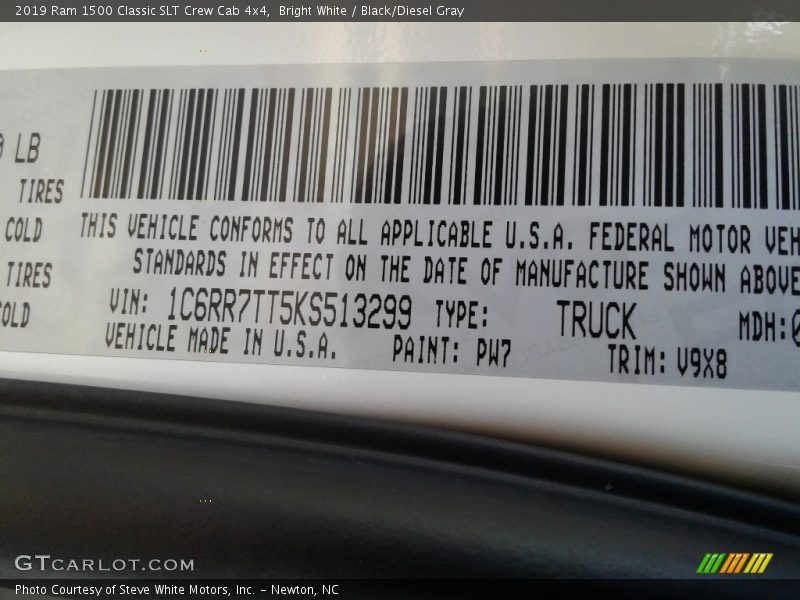 2019 Ram 1500 Classic SLT Crew Cab 4x4, Bright White / Black/Diesel Gray
LB
TIRES
COLD
TIRES
COLD
THIS VEHICLE CONFORMS TO ALL APPLICABLE U.S.A. FEDERAL MOTOR VEH
STANDARDS IN EFFECT ON THE DATE OF MANUFACTURE SHOWN ABOVE
VIN: 1C6RR7TT5KS513299 TYPE: TRUCK MDH:0
VEHICLE MADE IN U.S.A. PAINT: PW7 TRIM: V9X8
GTCARLOT.COM
Photo Courtesy of Steve White Motors, Inc. – Newton, NC